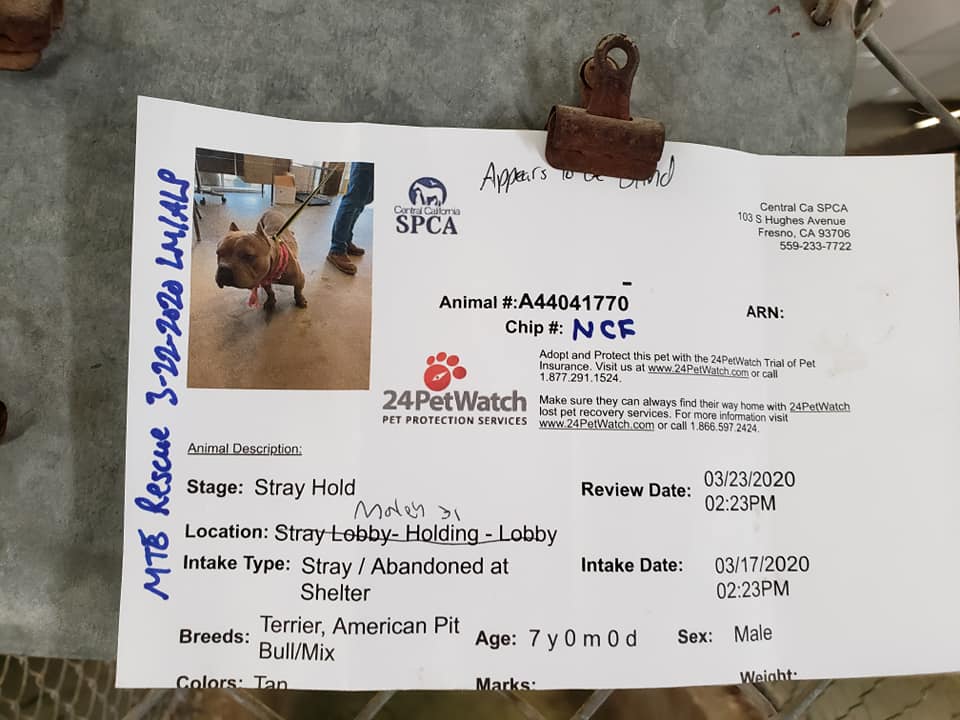 Appears to be blind
MTB Rescue 3-22-2020 LM/ALP
Central California
SPCA
Central Ca SPCA
103 S Hughes Avenue
Fresno, CA 93706
559-233-7722
Animal #:A44041770
ARN:
Chip #: NCF
24PetWatch
PET PROTECTION SERVICES
Adopt and Protect this pet with the 24PetWatch Trial of Pet
Insurance. Visit us at www.24PetWatch.com or call
1.877.291.1524.
Make sure they can always find their way home with 24PetWatch
lost pet recovery services. For more information visit
www.24PetWatch.com or call 1.866.597.2424.
Animal Description:
Stage: Stray Hold
Review Date: 03/23/2020
02:23PM
Location: Stray Lobby- Holding - Lobby
Intake Type: Stray / Abandoned at
Shelter
Intake Date: 03/17/2020
02:23PM
Breeds: Terrier, American Pit
Bull/Mix
Age: 7 y 0 m 0 d
Sex: Male
Colors: Tan
Marks:
Weight: